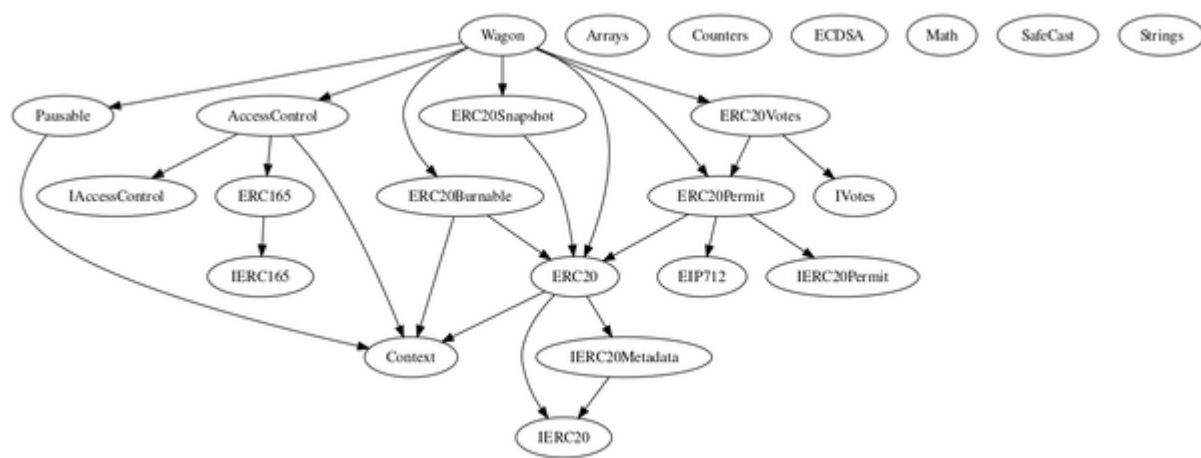 Wagon Arrays Counters ECDSA Math SafeCast Strings
Pausable AccessControl ERC20Snapshot ERC20Votes
IAccessControl ERC165 ERC20Burnable ERC20Permit IVotes
IERC165 ERC20 EIP712 IERC20Permit
Context IERC20Metadata
IERC20